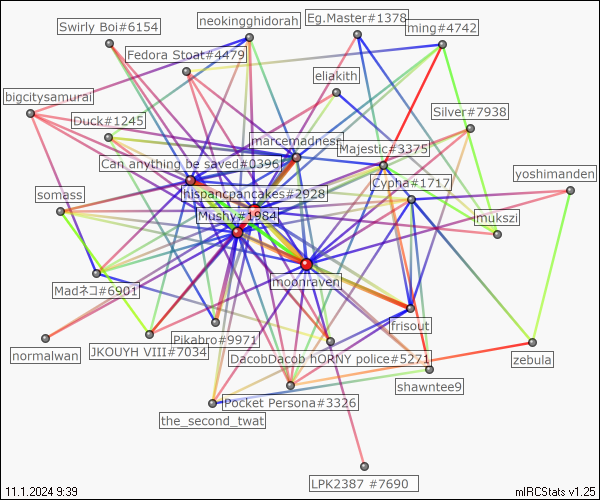 Swirly Boi#6154
neokingghidorah
Eg.Master#1378
ming#4742
Fedora Stoat#4479
eliakith
bigcitysamurai
Silver#7938
Duck#1245
marcemadness
Majestic#3375
Can anything be saved#0396
yoshimanden
Cypha#1717
somass
hispancpancakes#2928
Mushy#1984
mukszi
moonraven
Madネコ#6901
frisout
Pikabro#9971
normalwan
JKOUYH VIII#7034
DacobDacob
hORNY police#5271
zebula
shawntee9
Pocket Persona#3326
the_second_twat
LPK2387 #7690
11.1.2024 9:39
mIRCStats v1.25